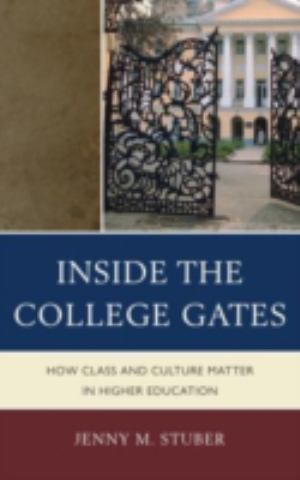 INSIDE THE
COLLEGE GATES
HOW CLASS AND CULTURE MATTER
IN HIGHER EDUCATION
JENNY M. STUBER